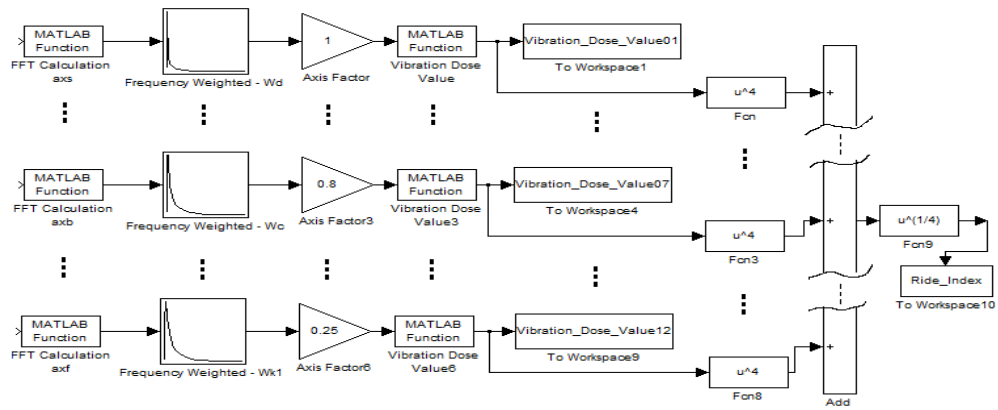 MATLAB
Function
FFT Calculation
axs
Frequency Weighted - Wd
1
Axis Factor
MATLAB
Function
Vibration Dose
Value
Vibration_Dose_Value01
To Workspace1
u^4
Fcn
+
MATLAB
Function
FFT Calculation
axb
Frequency Weighted - Wc
0.8
Axis Factor3
MATLAB
Function
Vibration Dose
Value3
Vibration_Dose_Value07
To Workspace4
u^4
Fcn3
+
u^(1/4)
Fcn9
Ride_Index
To Workspace10
MATLAB
Function
FFT Calculation
axf
Frequency Weighted - Wk1
0.25
Axis Factor6
MATLAB
Function
Vibration Dose
Value6
Vibration_Dose_Value12
To Workspace9
u^4
Fcn8
+
Add